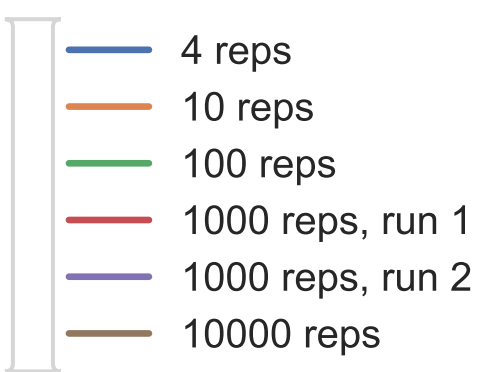 4 reps
10 reps
100 reps
1000 reps, run 1
1000 reps, run 2
10000 reps